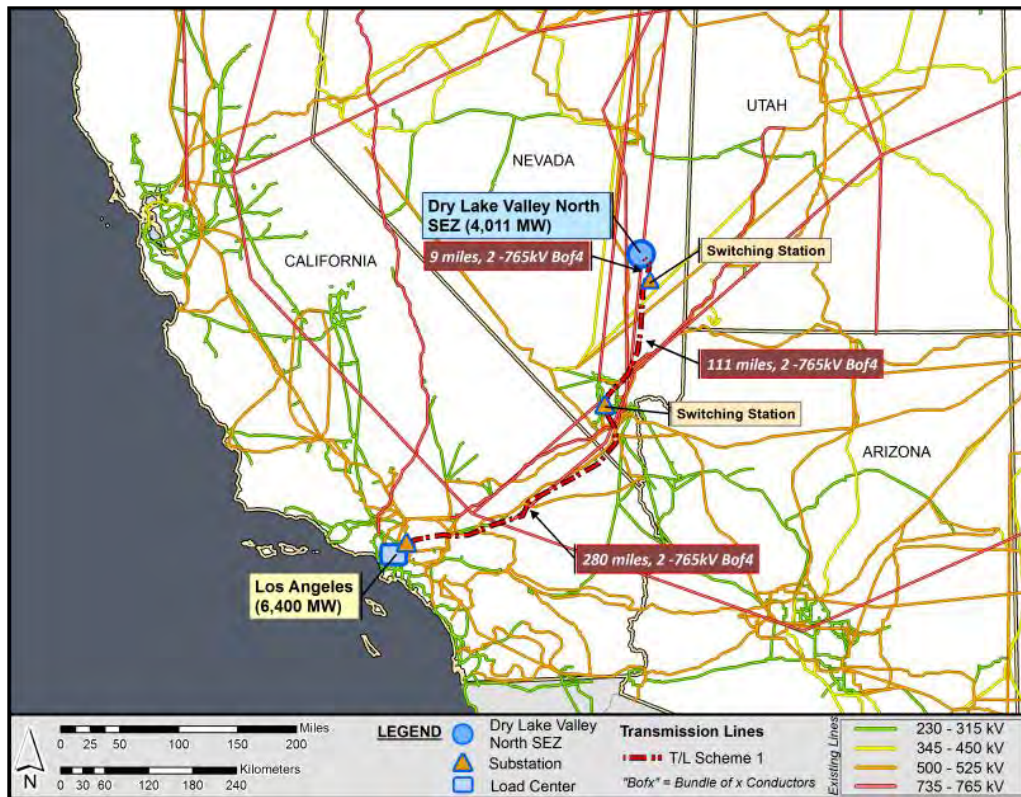 UTAH
NEVADA
Dry Lake Valley North
SEZ (4,011 MW)
9 miles, 2 -765kV Bof4
Switching Station
CALIFORNIA
111 miles, 2 -765kV Bof4
Switching Station
ARIZONA
280 miles, 2 -765kV Bof4
Los Angeles
(6,400 MW)
Miles
0 25 50 100 150 200
Kilometers
0 30 60 120 180 240
N
LEGEND
Dry Lake Valley
North SEZ
Substation
Load Center
Transmission Lines
T/L Scheme 1
"Bofx" = Bundle of x Conductors
Existing Lines
230 - 315 kV
345 - 450 kV
500 - 525 kV
735 - 765 kV